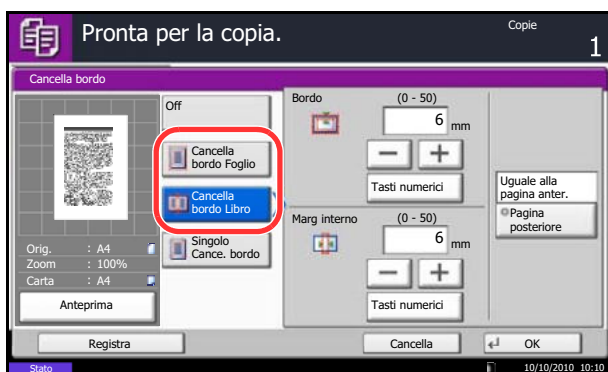 Pronta per la copia.
Copie
1
Cancella bordo
Orig. : A4
Zoom : 100%
Carta : A4
Anteprima
Off
Cancella
bordo Foglio
Cancella
bordo Libro
Singolo
Cance. bordo
Bordo
(0 - 50)
6 mm
Tasti numerici
Marg interno
(0 - 50)
6 mm
Tasti numerici
Uguale alla
pagina anter.
Pagina
posteriore
Registra
Cancella
OK
Stato
10/10/2010 10:10